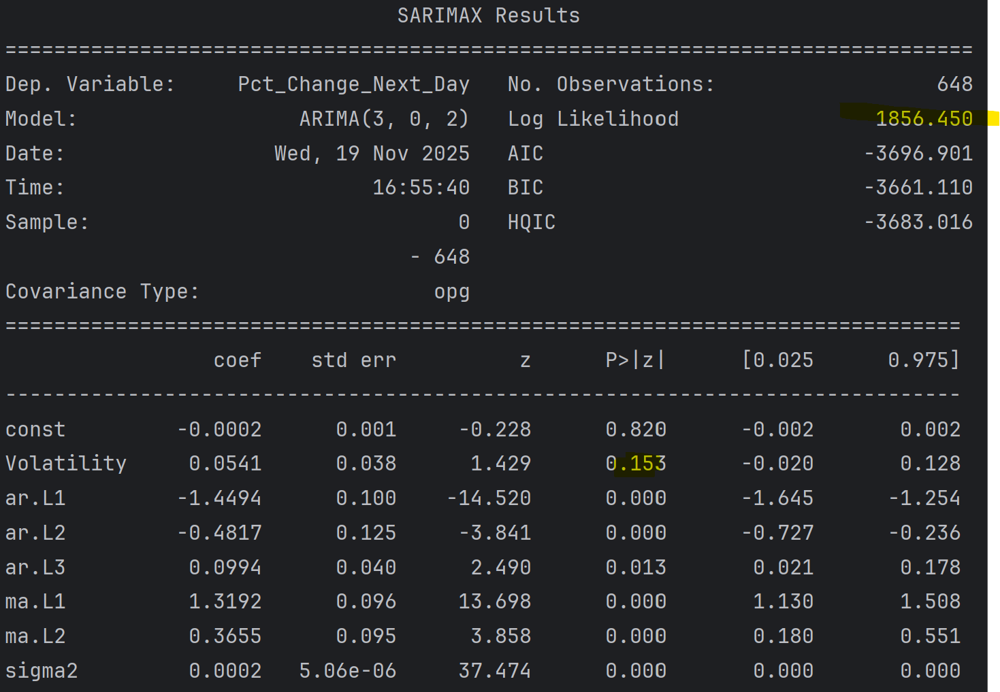 SARIMAX Results
==============================================================================
Dep. Variable:     Pct_Change_Next_Day   No. Observations:                  648
Model:                  ARIMA(3, 0, 2)   Log Likelihood                1856.450
Date:                Wed, 19 Nov 2025   AIC                          -3696.901
Time:                        16:55:40   BIC                          -3661.110
Sample:                             0   HQIC                         -3683.016
- 648
Covariance Type:                  opg
==============================================================================
coef    std err          z      P>|z|      [0.025      0.975]
------------------------------------------------------------------------------
const         -0.0002      0.001     -0.228      0.820      -0.002       0.002
Volatility     0.0541      0.038      1.429      0.153      -0.020       0.128
ar.L1         -1.4494      0.100    -14.520      0.000      -1.645      -1.254
ar.L2         -0.4817      0.125     -3.841      0.000      -0.727      -0.236
ar.L3          0.0994      0.040      2.490      0.013       0.021       0.178
ma.L1          1.3192      0.096     13.698      0.000       1.130       1.508
ma.L2          0.3655      0.095      3.858      0.000       0.180       0.551
sigma2         0.0002   5.06e-06     37.474      0.000       0.000       0.000